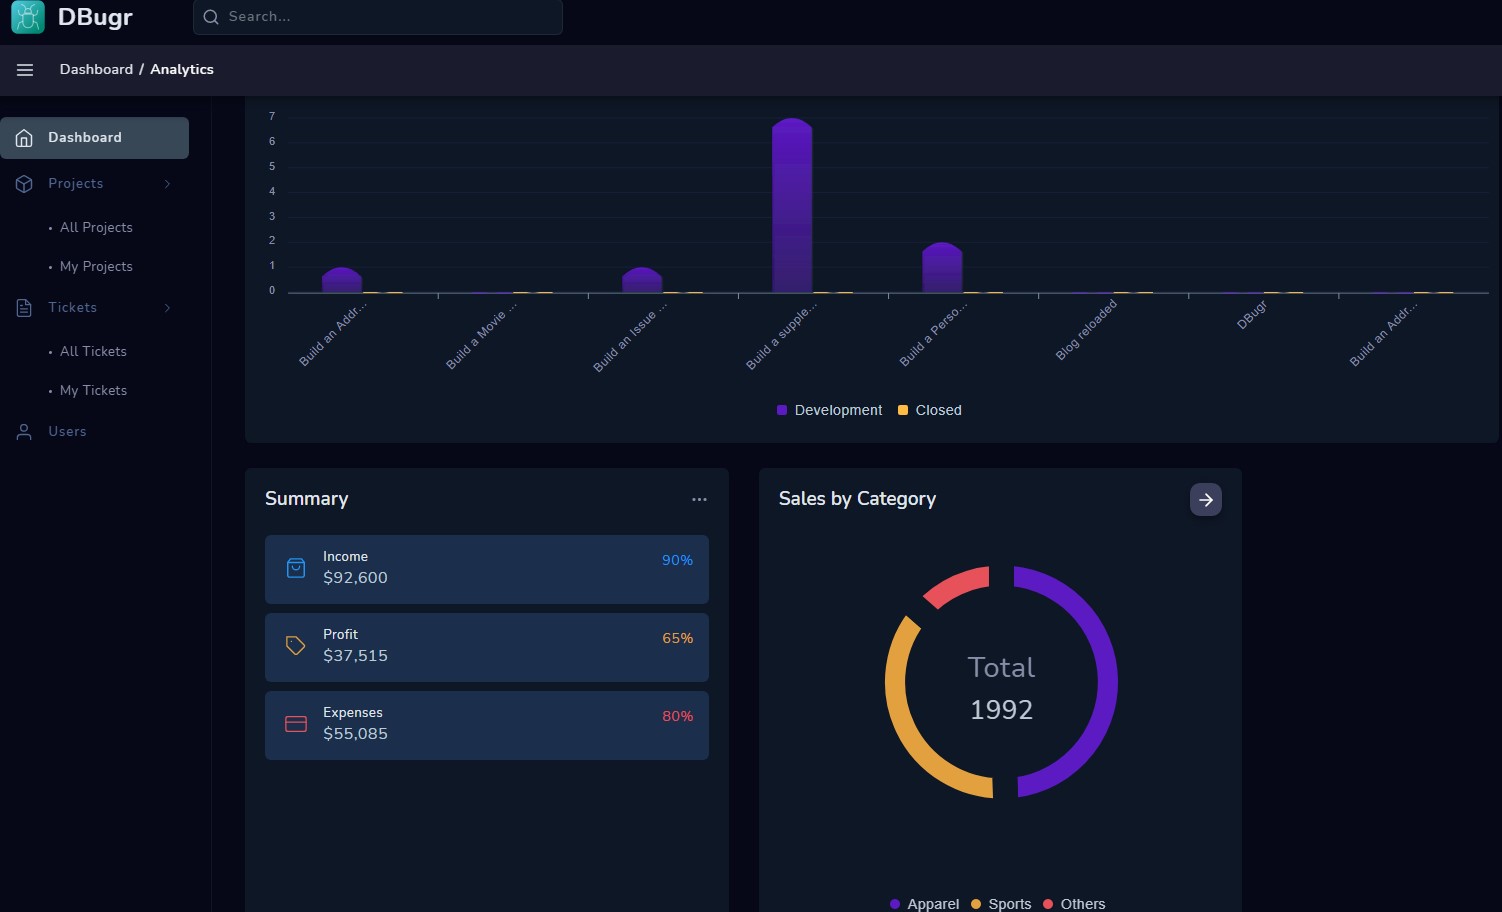 DBugr
Search...
Dashboard / Analytics
Dashboard
Projects
• All Projects
• My Projects
Tickets
• All Tickets
• My Tickets
Users
7
6
5
4
3
2
1
0
Build an Addr...
Build a Movie ...
Build an Issue ...
Build a supple...
Build a Perso...
Blog reloaded
DBugr
Build an Addr...
Development
Closed
Summary
Income
$92,600
90%
Profit
$37,515
65%
Expenses
$55,085
80%
Sales by Category
Total
1992
Apparel
Sports
Others